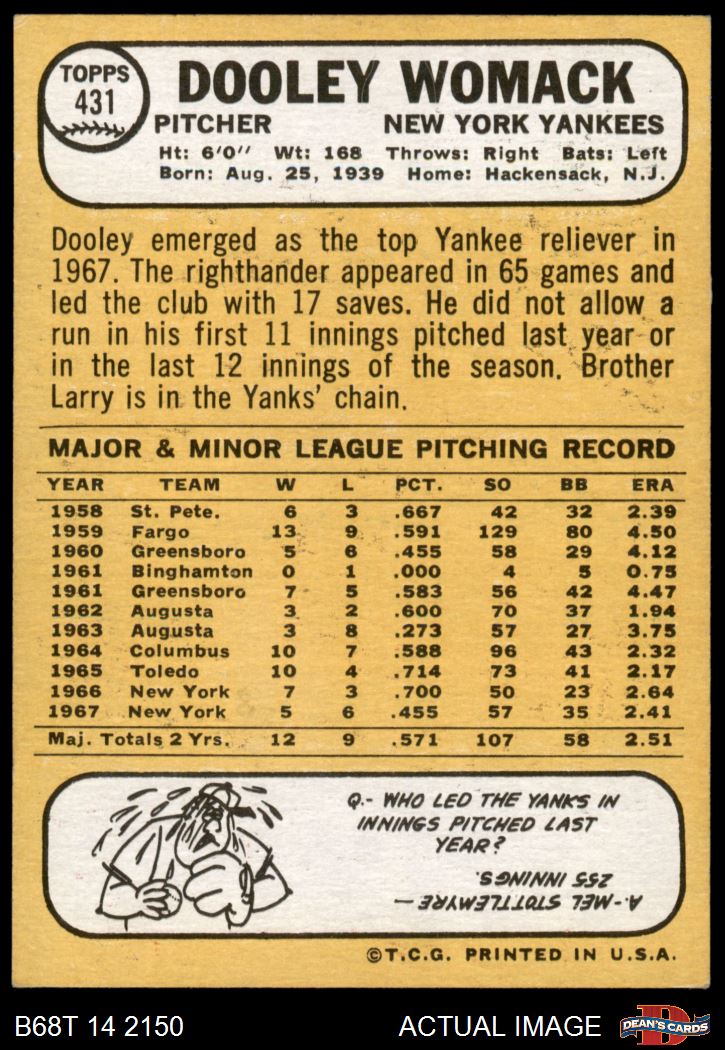 TOPPS
431
DOOLEY WOMACK
PITCHER NEW YORK YANKEES
Ht: 6'0" Wt: 168 Throws: Right Bats: Left
Born: Aug. 25, 1939 Home: Hackensack, N.J.
Dooley emerged as the top Yankee reliever in
1967. The righthander appeared in 65 games and
led the club with 17 saves. He did not allow a
run in his first 11 innings pitched last year or
in the last 12 innings of the season. Brother
Larry is in the Yanks' chain.
MAJOR & MINOR LEAGUE PITCHING RECORD
YEAR TEAM W L PCT. SO BB ERA
1958 St. Pete. 6 3 .667 42 32 2.39
1959 Fargo 13 9 .591 129 80 4.50
1960 Greensboro 5 6 .455 58 29 4.12
1961 Binghamton 0 1 .000 4 5 0.75
1961 Greensboro 7 5 .583 56 42 4.47
1962 Augusta 3 2 .600 70 37 1.94
1963 Augusta 3 8 .273 57 27 3.75
1964 Columbus 10 7 .588 96 43 2.32
1965 Toledo 10 4 .714 73 41 2.17
1966 New York 7 3 .700 50 23 2.64
1967 New York 5 6 .455 57 35 2.41
Maj. Totals 2 Yrs. 12 9 .571 107 58 2.51
Q.- WHO LED THE YANKS IN
INNINGS PITCHED LAST
YEAR?
A.- MEL STOTTLEMYRE —
255 INNINGS.
©T.C.G. PRINTED IN U.S.A.
B68T 14 2150 ACTUAL IMAGE
D
DEAN'S CARDS